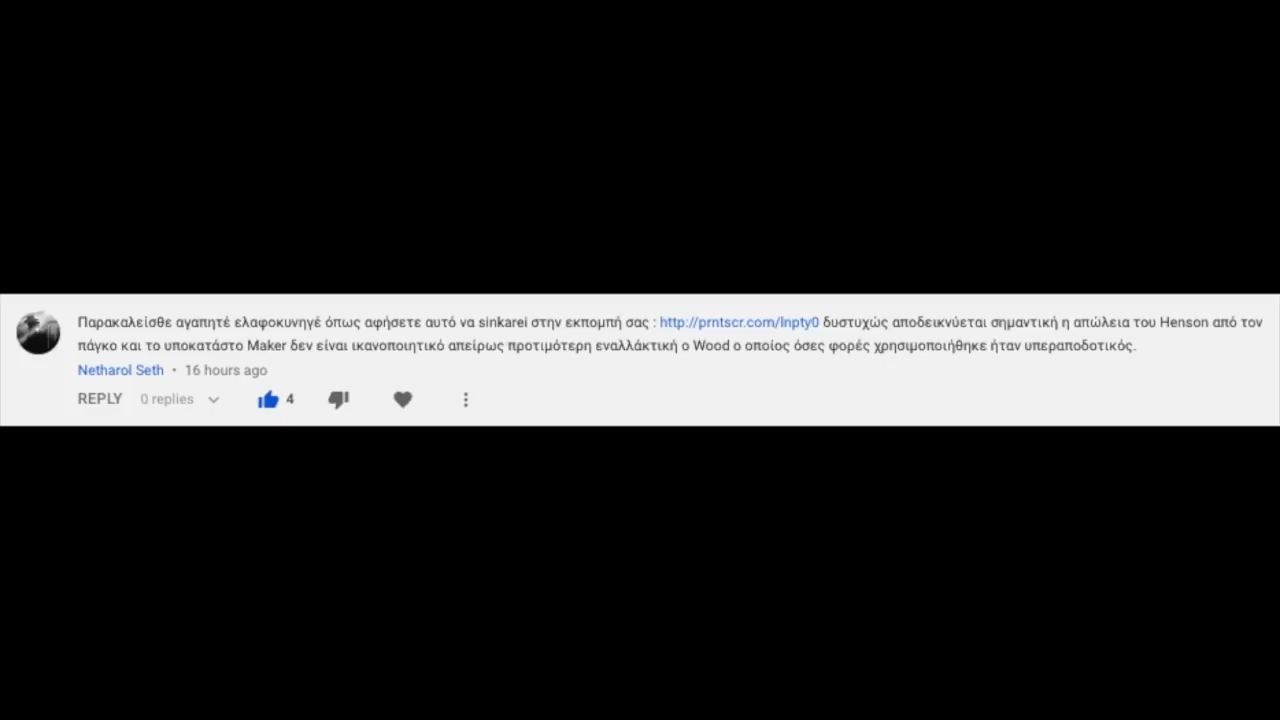 Παρακαλείσθε αγαπητέ ελαφοκυνηγέ όπως αφήσετε αυτό να sinkarei στην εκπομπή σας : http://prntscr.com/lnpty0 δυστυχώς αποδεικνύεται σημαντική η απώλεια του Henson από τον
πάγκο και το υποκατάστο Maker δεν είναι ικανοποιητικό απείρως προτιμότερη εναλλάκτική ο Wood ο οποίος όσες φορές χρησιμοποιήθηκε ήταν υπεραποδοτικός.
Netharol Seth • 16 hours ago
REPLY 0 replies 4